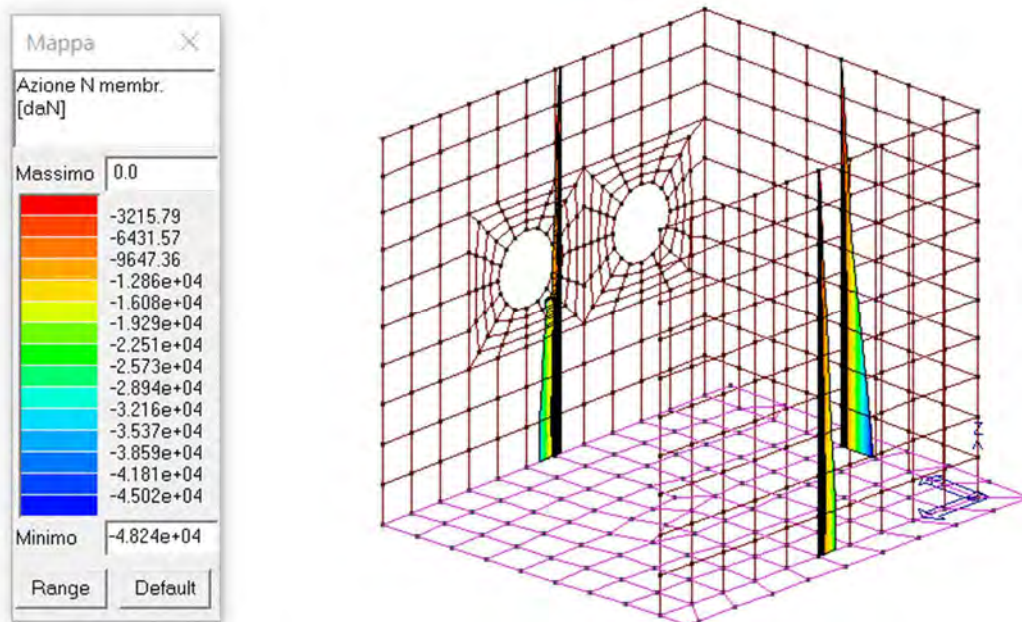 Mappa
Azione N membr.
[daN]
Massimo 0.0
-3215.79
-6431.57
-9647.36
-1.286e+04
-1.608e+04
-1.929e+04
-2.251e+04
-2.573e+04
-2.894e+04
-3.216e+04
-3.537e+04
-3.859e+04
-4.181e+04
-4.502e+04
Minimo -4.824e+04
Range Default
Z